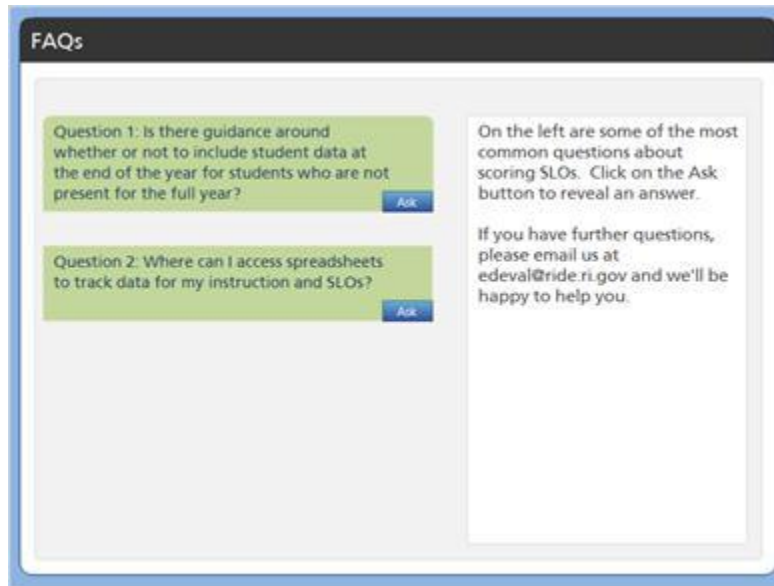 FAQs
Question 1: Is there guidance around
whether or not to include student data at
the end of the year for students who are not
present for the full year?
Ask
Question 2: Where can I access spreadsheets
to track data for my instruction and SLOs?
Ask
On the left are some of the most
common questions about
scoring SLOs.  Click on the Ask
button to reveal an answer.
If you have further questions,
please email us at
edeval@ride.ri.gov and we'll be
happy to help you.